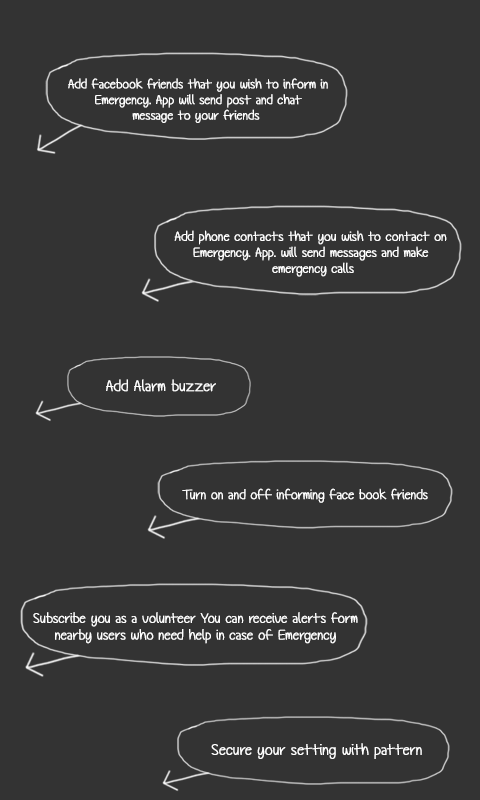 Add facebook friends that you wish to inform in
Emergency. App will send post and chat
message to your friends
Add phone contacts that you wish to contact on
Emergency. App. will send messages and make
emergency calls
Add Alarm buzzer
Turn on and off informing face book friends
Subscribe you as a volunteer You can receive alerts form
nearby users who need help in case of Emergency
Secure your setting with pattern